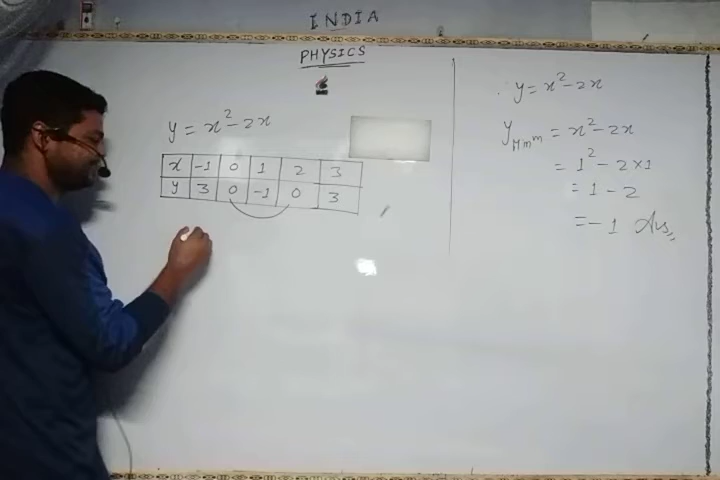 INDIA
PHYSICS
y = x² - 2x
x -1 0 1 2 3
y 3 0 -1 0 3
y = x² - 2x
y = x² - 2x
= 1² - 2×1
= 1 - 2
= -1 Ans,,